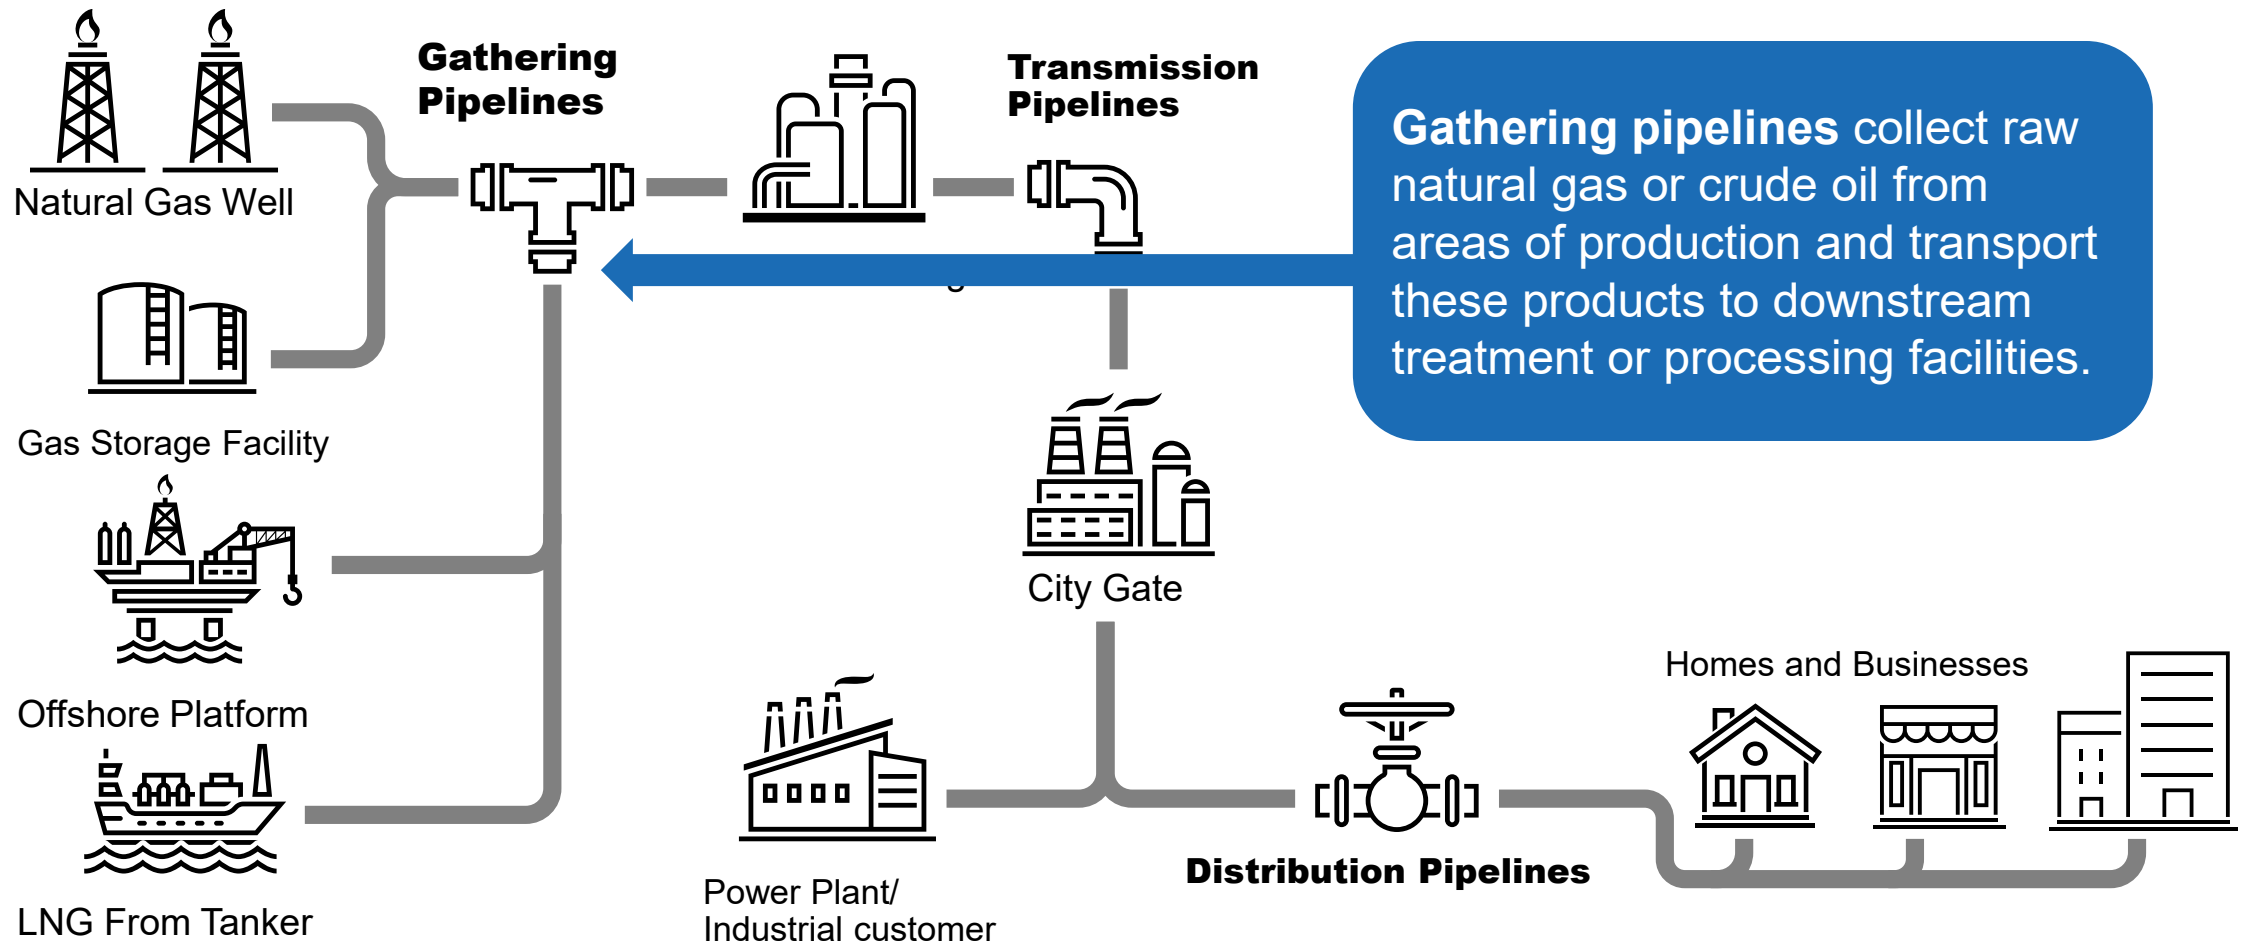 Gathering
Pipelines
Transmission
Pipelines
Gathering pipelines collect raw
natural gas or crude oil from
areas of production and transport
these products to downstream
treatment or processing facilities.
Natural Gas Well
Gas Storage Facility
City Gate
Offshore Platform
Homes and Businesses
LNG From Tanker
Power Plant/
Industrial customer
Distribution Pipelines